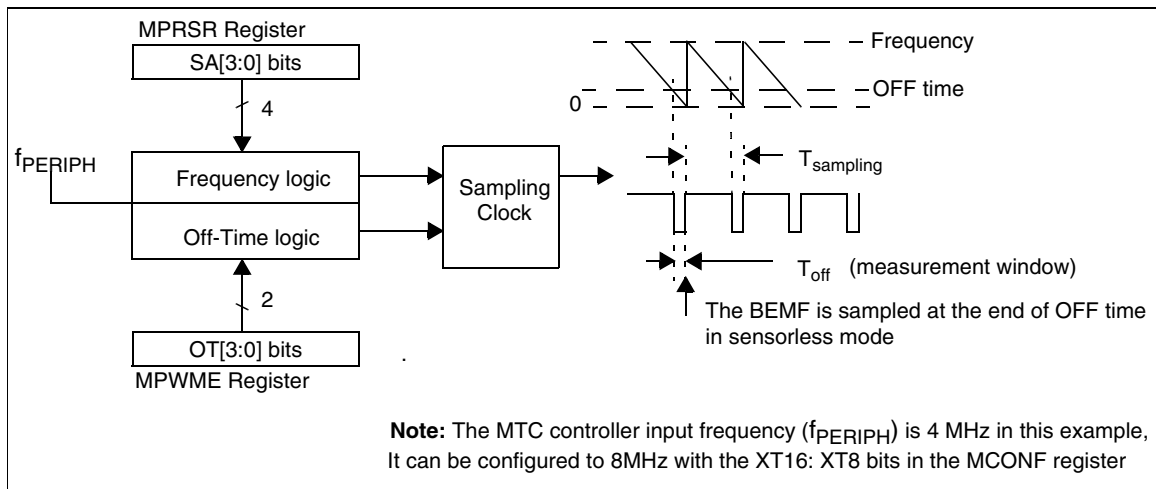 MPRSR Register
SA[3:0] bits
4
fPERIPH
Frequency logic
Off-Time logic
2
OT[3:0] bits
MPWME Register
Sampling
Clock
Frequency
OFF time
0
Tsampling
Toff (measurement window)
The BEMF is sampled at the end of OFF time
in sensorless mode
.
Note: The MTC controller input frequency (fPERIPH) is 4 MHz in this example,
It can be configured to 8MHz with the XT16: XT8 bits in the MCONF register